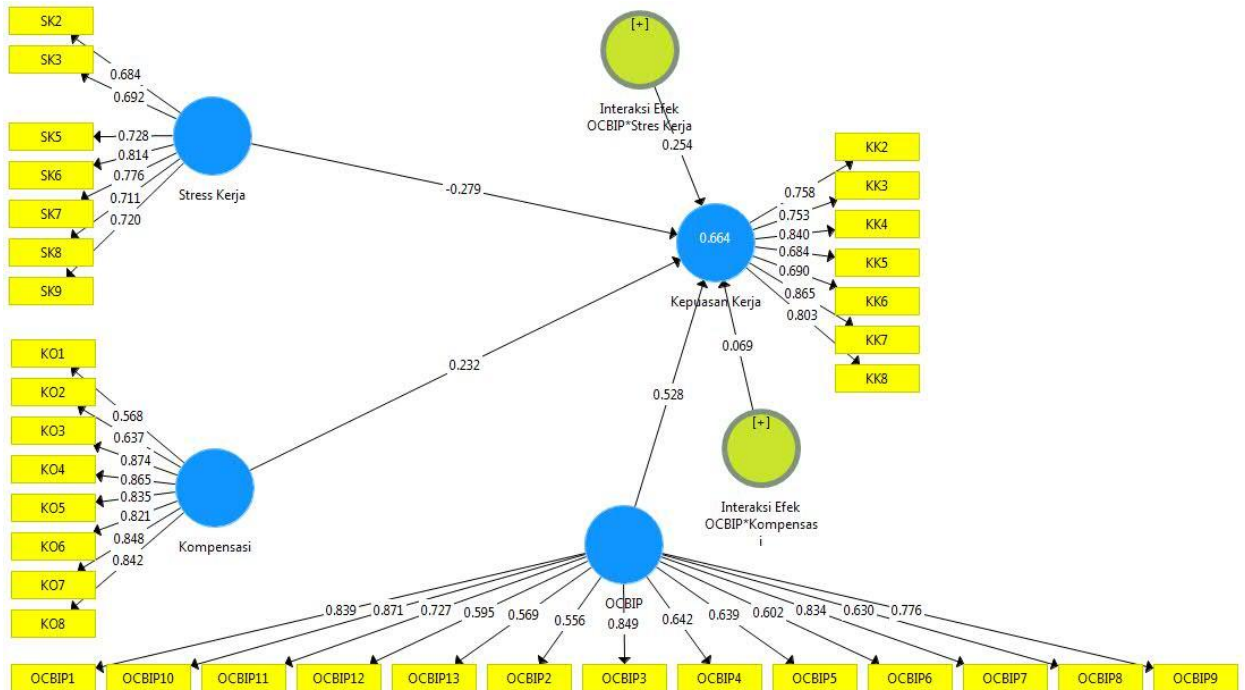 SK2
SK3
SK5
SK6
SK7
SK8
SK9
0.684
0.692
0.728
0.814
0.776
0.711
0.720
Stress Kerja
-0.279
[+]
Interaksi Efek
OCBIP*Stres Kerja
0.254
0.664
Kepuasan Kerja
0.758
0.753
0.840
0.684
0.690
0.865
0.803
KK2
KK3
KK4
KK5
KK6
KK7
KK8
KO1
KO2
KO3
KO4
KO5
KO6
KO7
KO8
0.568
0.637
0.874
0.865
0.835
0.821
0.848
0.842
Kompensasi
0.232
0.528
0.069
[+]
Interaksi Efek
OCBIP*Kompensas
i
OCBIP
0.839
0.871
0.727
0.595
0.569
0.556
0.849
0.642
0.639
0.602
0.834
0.630
0.776
OCBIP1
OCBIP10
OCBIP11
OCBIP12
OCBIP13
OCBIP2
OCBIP3
OCBIP4
OCBIP5
OCBIP6
OCBIP7
OCBIP8
OCBIP9